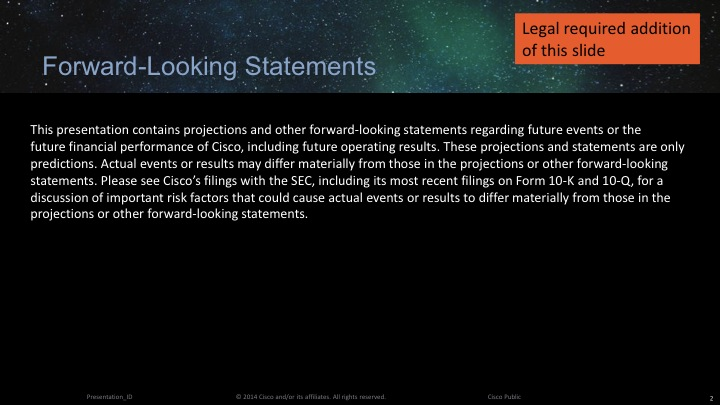 Legal required addition
of this slide
Forward-Looking Statements
This presentation contains projections and other forward-looking statements regarding future events or the
future financial performance of Cisco, including future operating results. These projections and statements are only
predictions. Actual events or results may differ materially from those in the projections or other forward-looking
statements. Please see Cisco’s filings with the SEC, including its most recent filings on Form 10-K and 10-Q, for a
discussion of important risk factors that could cause actual events or results to differ materially from those in the
projections or other forward-looking statements.
Presentation_ID © 2014 Cisco and/or its affiliates. All rights reserved. Cisco Public 2